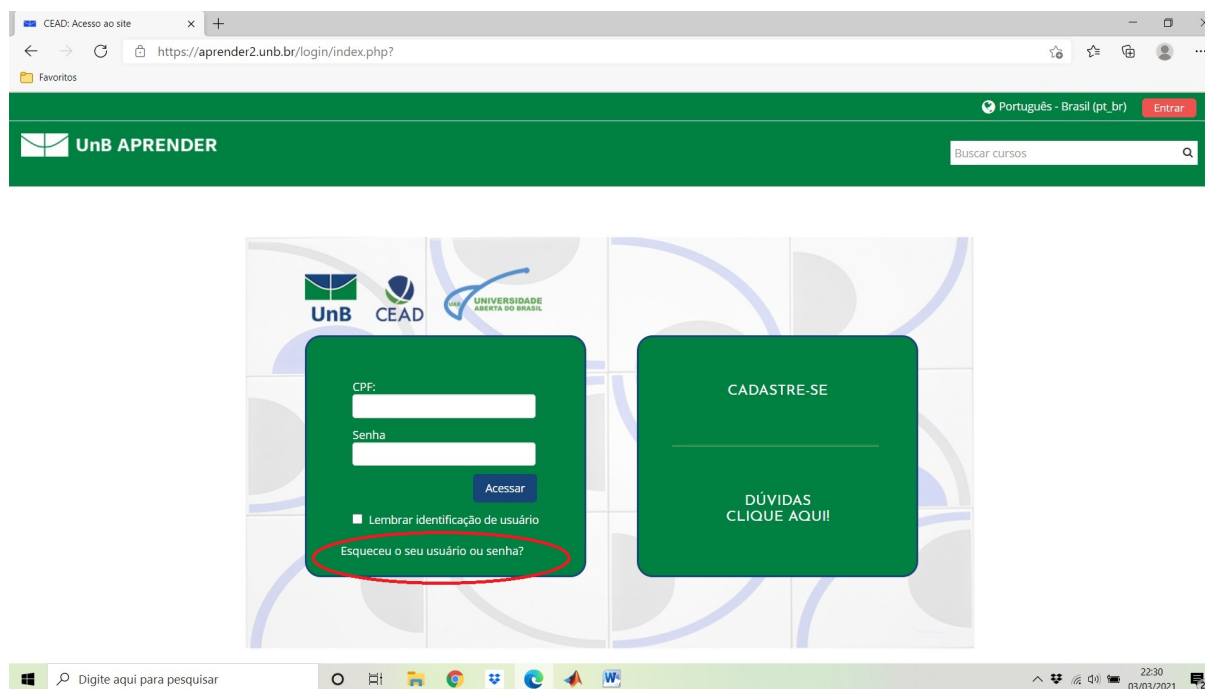 CEAD: Acesso ao site
https://aprender2.unb.br/login/index.php?
Favoritos
Português - Brasil (pt_br)
Entrar
UnB APRENDER
Buscar cursos
UnB
CEAD
UAB
UNIVERSIDADE
ABERTA DO BRASIL
CPF:
Senha
Acessar
Lembrar identificação de usuário
Esqueceu o seu usuário ou senha?
CADASTRE-SE
DÚVIDAS
CLIQUE AQUI!
Digite aqui para pesquisar
22:30
03/03/2021
2